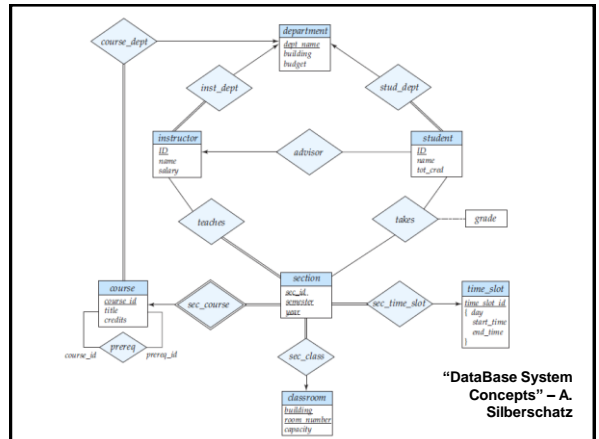 department
course_dept
dept_name
building
budget
inst_dept
stud_dept
instructor
ID
name
salary
advisor
student
ID
name
tot_cred
teaches
takes
grade
course
course_id
title
credits
sec_course
section
sec_id
semester
year
sec_time_slot
time_slot
time_slot_id
{ day
start_time
end_time
}
course_id
prereq
prereq_id
sec_class
classroom
building
room_number
capacity
"DataBase System
Concepts" – A.
Silberschatz